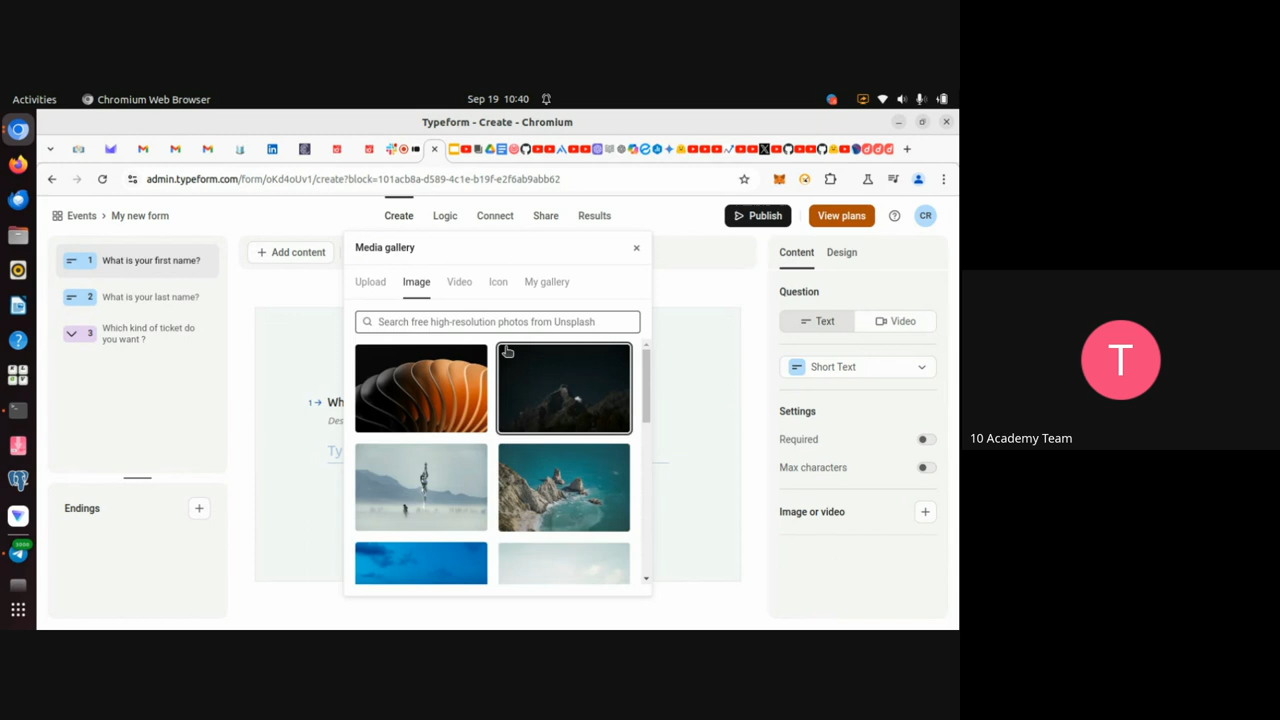 Activities
Chromium Web Browser
Sep 19 10:40
Typeform - Create - Chromium
admin.typeform.com/form/oKd4oUv1/create?block=101acb8a-d589-4c1e-b19f-e2f6ab9abb62
Events > My new form
Create
Logic
Connect
Share
Results
Publish
View plans
CR
1 What is your first name?
2 What is your last name?
3 Which kind of ticket do
you want ?
Endings
+ Add content
1 → Wh
Des
Ty
Media gallery
Upload
Image
Video
Icon
My gallery
Search free high-resolution photos from Unsplash
Content
Design
Question
Text
Video
Short Text
Settings
Required
Max characters
Image or video
T
10 Academy Team